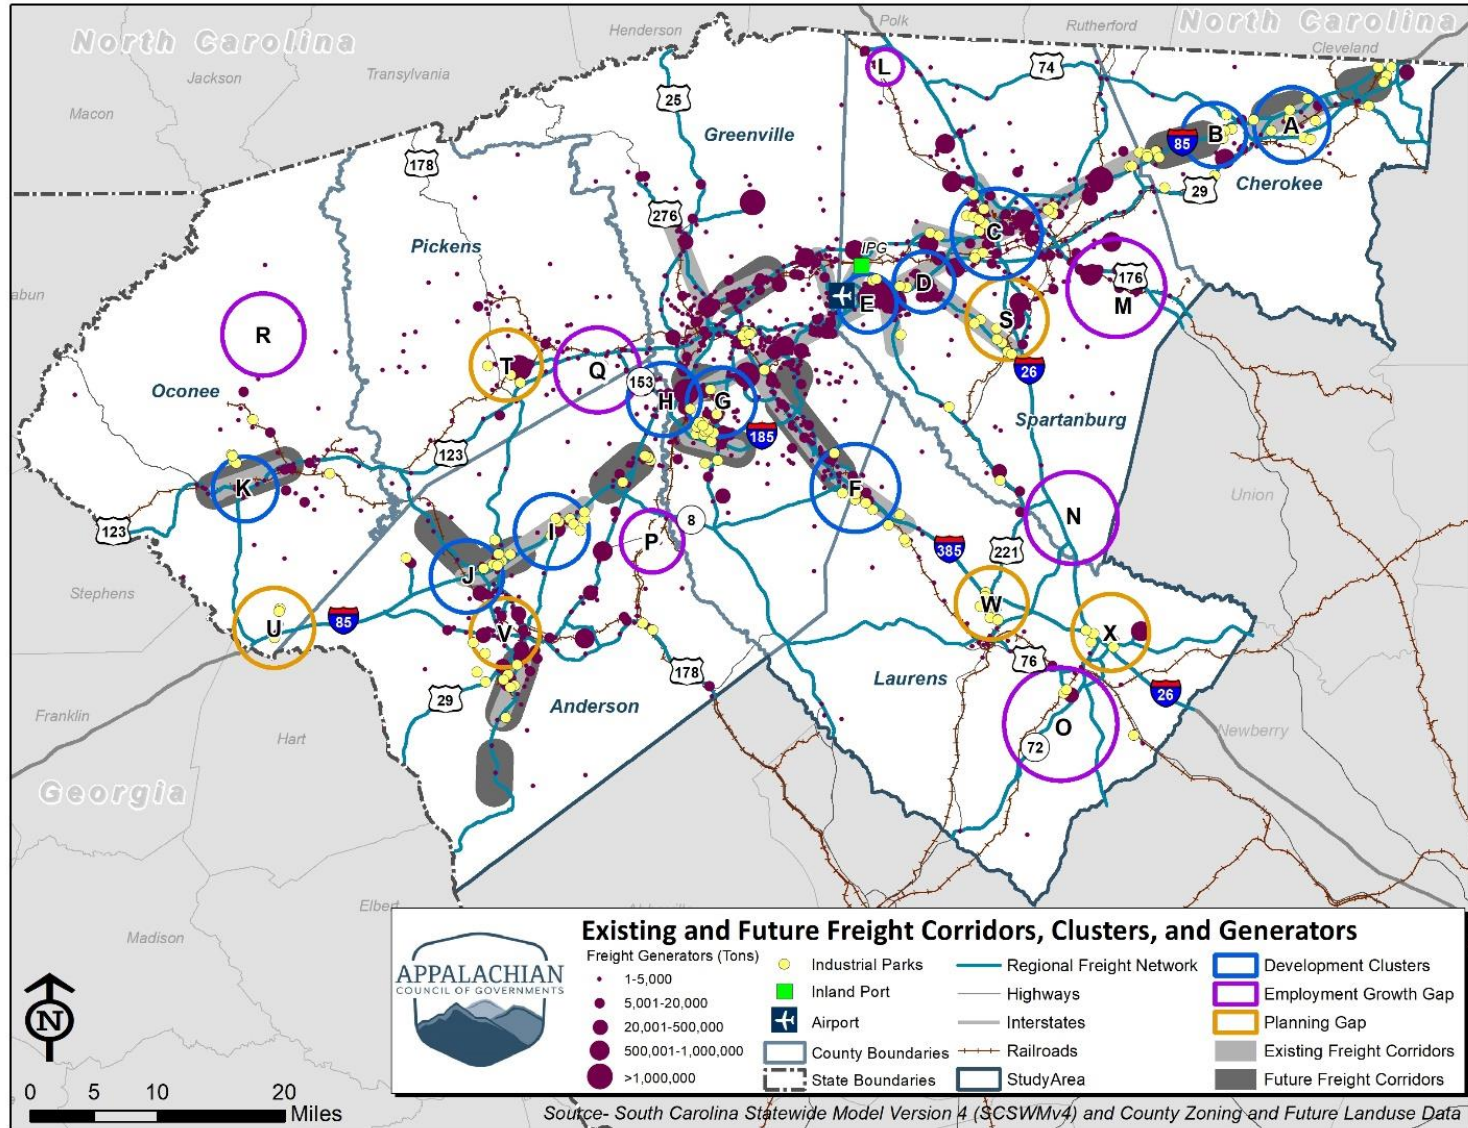 North Carolina
North Carolina
Polk
Rutherford
Henderson
Cleveland
Jackson
Transylvania
Macon
L
74
25
Greenville
B
A
85
178
29
Cherokee
276
C
Pickens
IPG
D
176
E
M
S
R
T
Q
153
26
Oconee
H
G
Spartanburg
185
123
K
F
Union
I
N
8
123
P
385
221
J
Stephens
W
U
85
V
X
76
178
Laurens
29
26
Anderson
Franklin
O
Newberry
Hart
72
Georgia
Elbert
Madison
N
0 5 10 20
Miles
APPALACHIAN
COUNCIL OF GOVERNMENTS
Existing and Future Freight Corridors, Clusters, and Generators
Freight Generators (Tons)
1-5,000
5,001-20,000
20,001-500,000
500,001-1,000,000
>1,000,000
Industrial Parks
Inland Port
Airport
County Boundaries
State Boundaries
Regional Freight Network
Highways
Interstates
Railroads
StudyArea
Development Clusters
Employment Growth Gap
Planning Gap
Existing Freight Corridors
Future Freight Corridors
Source- South Carolina Statewide Model Version 4 (SCSWMv4) and County Zoning and Future Landuse Data